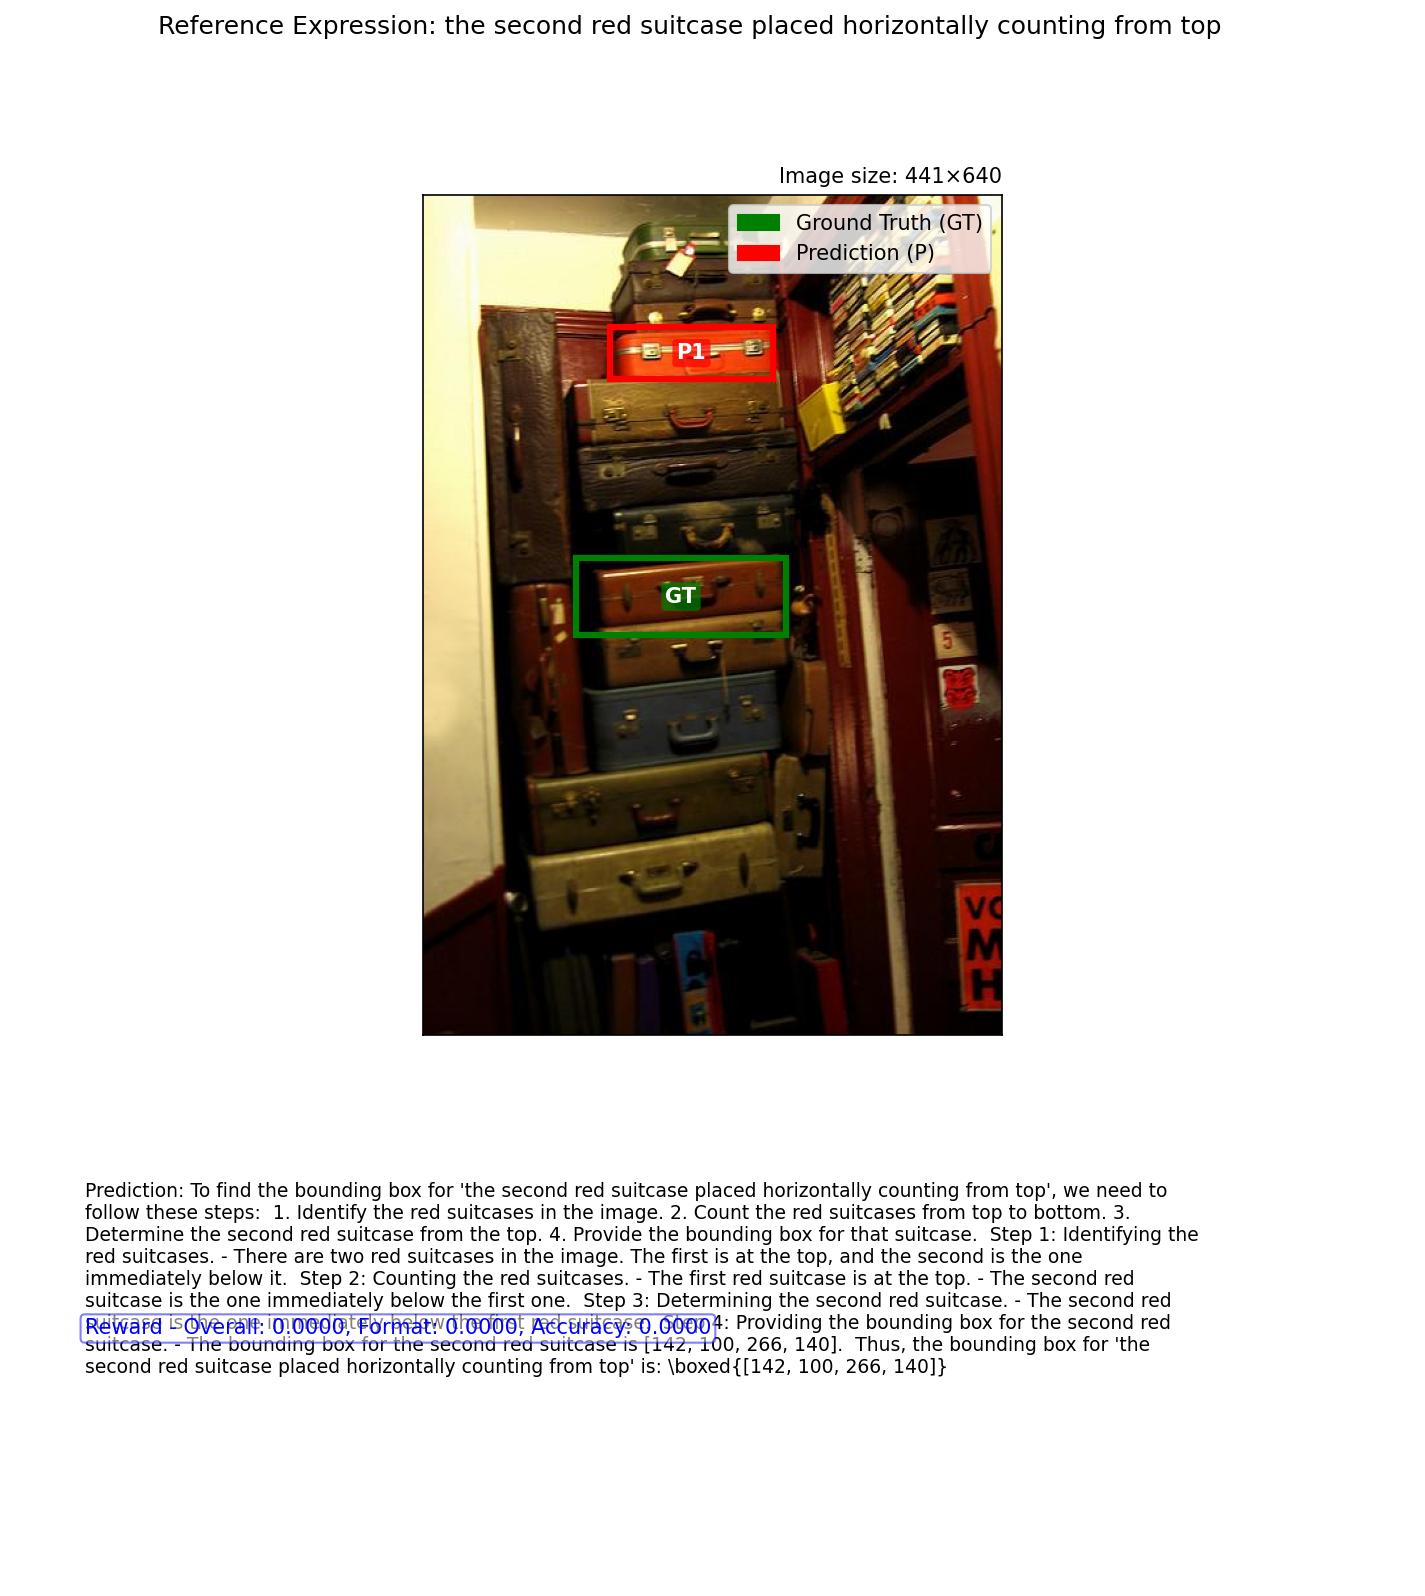 Reference Expression: the second red suitcase placed horizontally counting from top
Image size: 441×640
Ground Truth (GT)
Prediction (P)
P1
GT
5
VO
M
H
Prediction: To find the bounding box for 'the second red suitcase placed horizontally counting from top', we need to
follow these steps:  1. Identify the red suitcases in the image. 2. Count the red suitcases from top to bottom. 3.
Determine the second red suitcase from the top. 4. Provide the bounding box for that suitcase.  Step 1: Identifying the
red suitcases. - There are two red suitcases in the image. The first is at the top, and the second is the one
immediately below it.  Step 2: Counting the red suitcases. - The first red suitcase is at the top. - The second red
suitcase is the one immediately below the first one.  Step 3: Determining the second red suitcase. - The second red
suitcase is the one immediately below the first red suitcase.  Step 4: Providing the bounding box for the second red
Reward - Overall: 0.0000, Format: 0.0000, Accuracy: 0.0000
suitcase. - The bounding box for the second red suitcase is [142, 100, 266, 140].  Thus, the bounding box for 'the
second red suitcase placed horizontally counting from top' is: \boxed{[142, 100, 266, 140]}